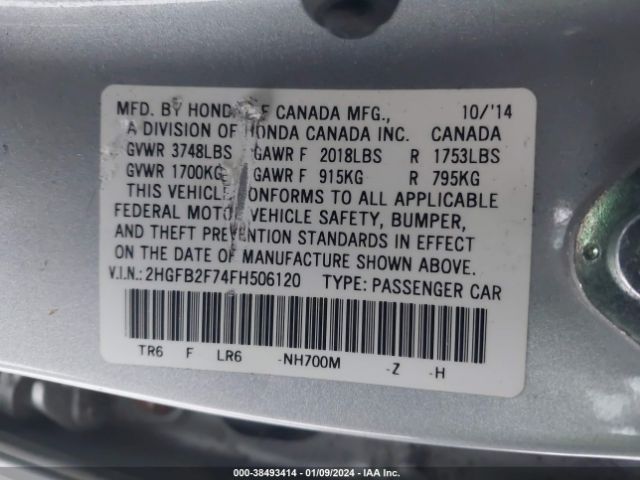 MFD. BY HONDA OF CANADA MFG., 10/'14
A DIVISION OF HONDA CANADA INC. CANADA
GVWR 3748LBS GAWR F 2018LBS R 1753LBS
GVWR 1700KG GAWR F 915KG R 795KG
THIS VEHICLE CONFORMS TO ALL APPLICABLE
FEDERAL MOTOR VEHICLE SAFETY, BUMPER,
AND THEFT PREVENTION STANDARDS IN EFFECT
ON THE DATE OF MANUFACTURE SHOWN ABOVE.
V.I.N.: 2HGFB2F74FH506120 TYPE: PASSENGER CAR
TR6 F LR6 -NH700M -Z -H
000-38493414 - 01/09/2024 - IAA Inc.